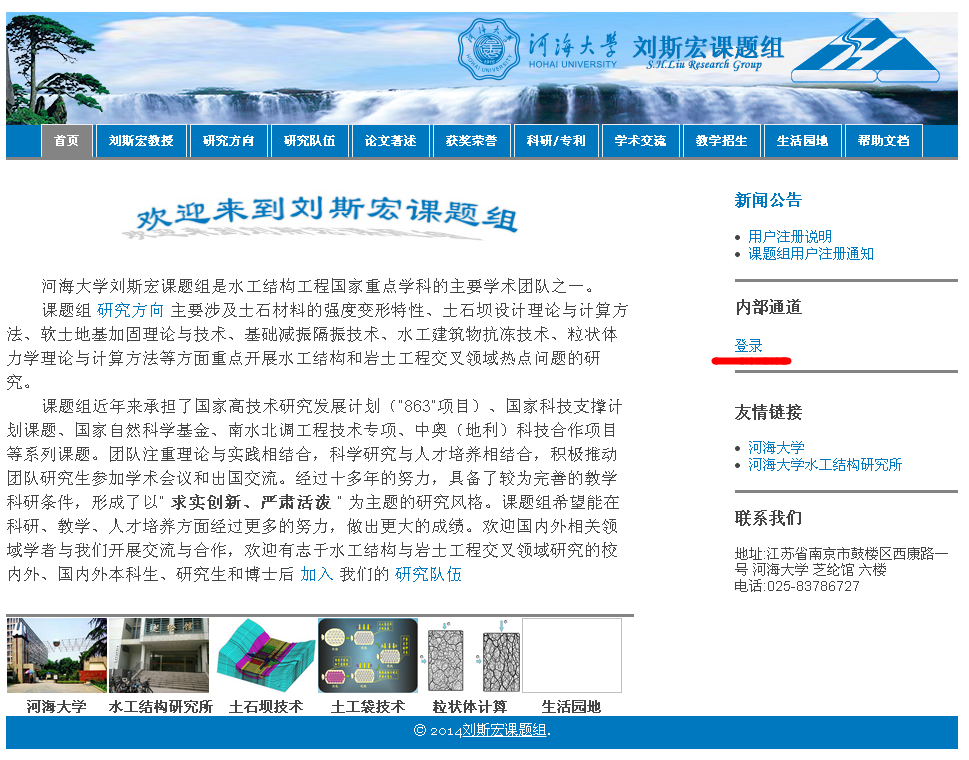 河海大学 刘斯宏课题组
HOHAI UNIVERSITY S.H.Liu Research Group
首页 刘斯宏教授 研究方向 研究队伍 论文著述 获奖荣誉 科研/专利 学术交流 教学招生 生活园地 帮助文档
欢迎来到刘斯宏课题组
河海大学刘斯宏课题组是水工结构工程国家重点学科的主要学术团队之一。
课题组 研究方向 主要涉及土石材料的强度变形特性、土石坝设计理论与计算方
法、软土地基加固理论与技术、基础减振隔振技术、水工建筑物抗冻技术、粒状体
力学理论与计算方法等方面重点开展水工结构和岩土工程交叉领域热点问题的研
究。
课题组近年来承担了国家高技术研究发展计划（"863"项目）、国家科技支撑计
划课题、国家自然科学基金、南水北调工程技术专项、中奥（地利）科技合作项目
等系列课题。团队注重理论与实践相结合，科学研究与人才培养相结合，积极推动
团队研究生参加学术会议和出国交流。经过十多年的努力，具备了较为完善的教学
科研条件，形成了以" 求实创新、严肃活泼 " 为主题的研究风格。课题组希望能在
科研、教学、人才培养方面经过更多的努力，做出更大的成绩。欢迎国内外相关领
域学者与我们开展交流与合作，欢迎有志于水工结构与岩土工程交叉领域研究的校
内外、国内外本科生、研究生和博士后 加入 我们的 研究队伍
新闻公告
用户注册说明
课题组用户注册通知
内部通道
登录
友情链接
河海大学
河海大学水工结构研究所
联系我们
地址:江苏省南京市鼓楼区西康路一
号 河海大学 芝纶馆 六楼
电话:025-83786727
河海大学 水工结构研究所 土石坝技术 土工袋技术 粒状体计算 生活园地
© 2014刘斯宏课题组.